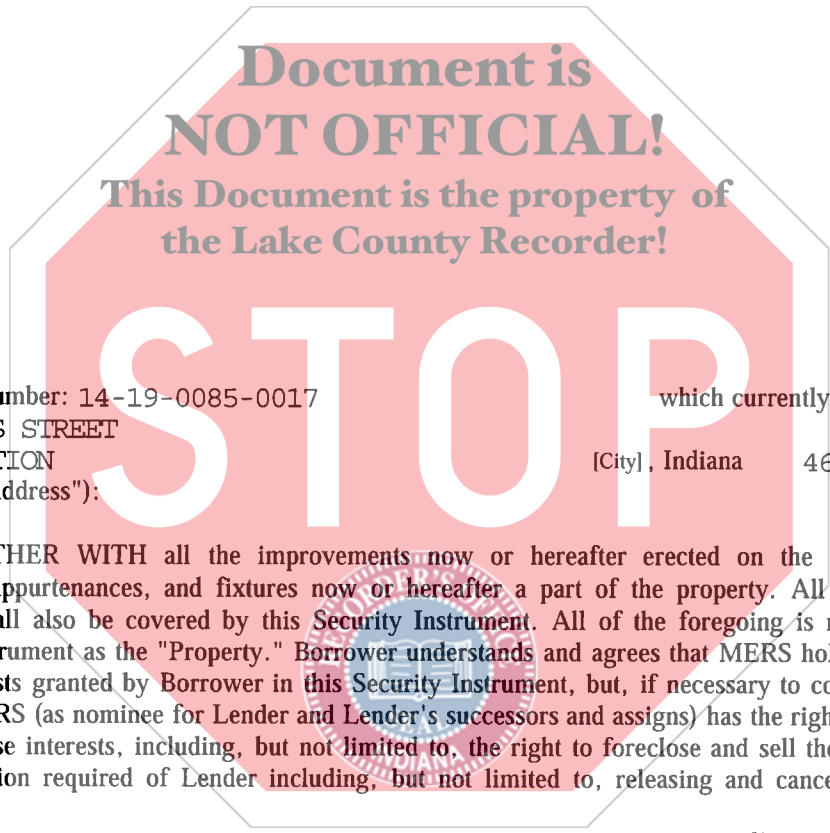 Document is
NOT OFFICIAL!
This Document is the property of
the Lake County Recorder!
STOP
umber: 14-19-0085-0017 which currently
S STREET
TION [City] , Indiana 46
ddress"):
THER WITH all the improvements now or hereafter erected on the
ppurtenances, and fixtures now or hereafter a part of the property. All
all also be covered by this Security Instrument. All of the foregoing is
rument as the "Property." Borrower understands and agrees that MERS hol
sts granted by Borrower in this Security Instrument, but, if necessary to co
RS (as nominee for Lender and Lender's successors and assigns) has the righ
se interests, including, but not limited to, the right to foreclose and sell the
ion required of Lender including, but not limited to, releasing and cance
RECORDER'S OFFICE
INDIANA